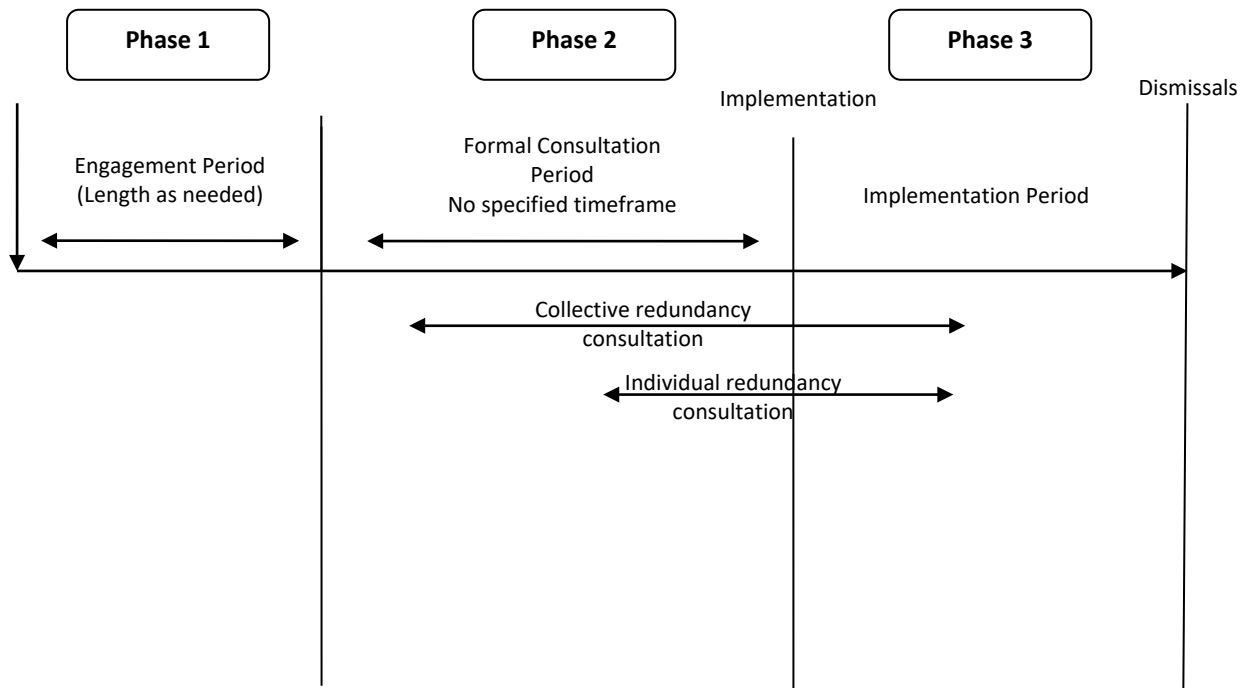 Phase 1
Phase 2
Phase 3
Implementation
Dismissals
Engagement Period
(Length as needed)
Formal Consultation
Period
No specified timeframe
Implementation Period
Collective redundancy
consultation
Individual redundancy
consultation